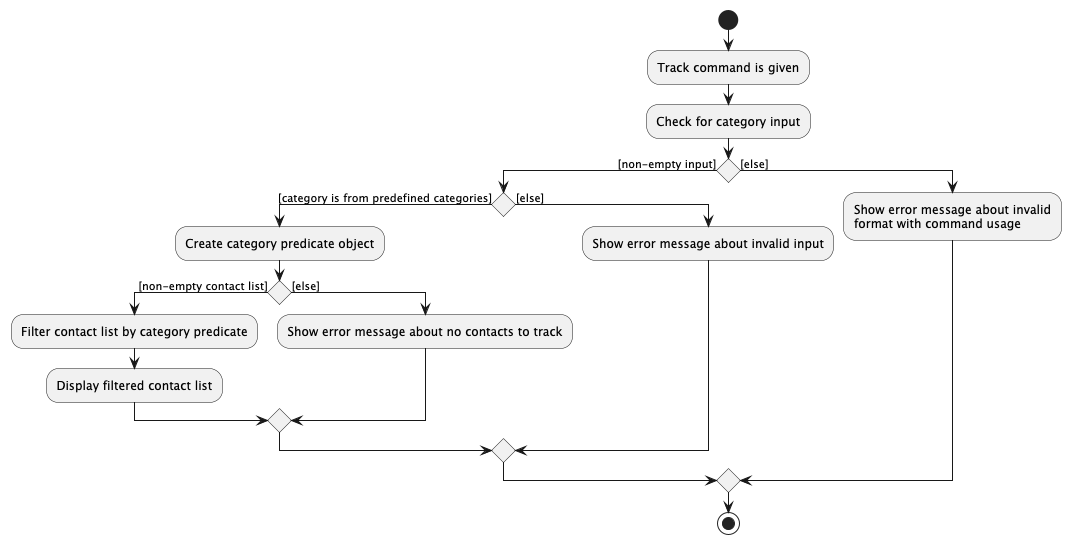 Track command is given
Check for category input
[non-empty input]
[else]
[category is from predefined categories]
[else]
Show error message about invalid
format with command usage
Create category predicate object
Show error message about invalid input
[non-empty contact list]
[else]
Filter contact list by category predicate
Show error message about no contacts to track
Display filtered contact list